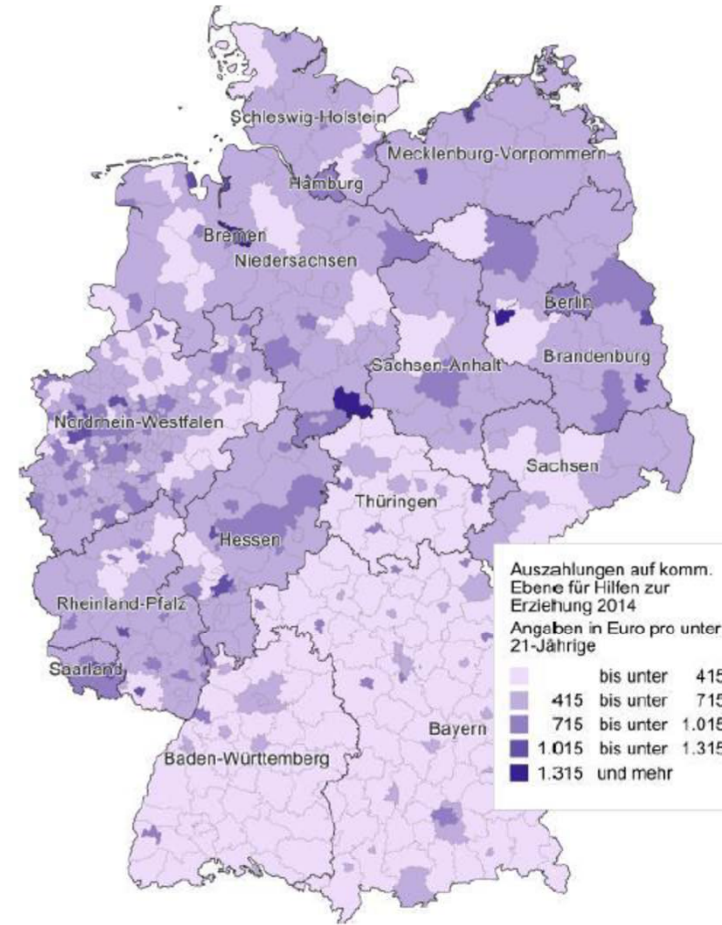 Schleswig-Holstein
Mecklenburg-Vorpommern
Hamburg
Bremen
Niedersachsen
Berlin
Sachsen-Anhalt
Brandenburg
Nordrhein-Westfalen
Sachsen
Thüringen
Hessen
Rheinland-Pfalz
Saarland
Bayern
Baden-Württemberg
Auszahlungen auf komm.
Ebene für Hilfen zur
Erziehung 2014
Angaben in Euro pro unter
21-Jährige
bis unter 415
415 bis unter 715
715 bis unter 1.015
1.015 bis unter 1.315
1.315 und mehr